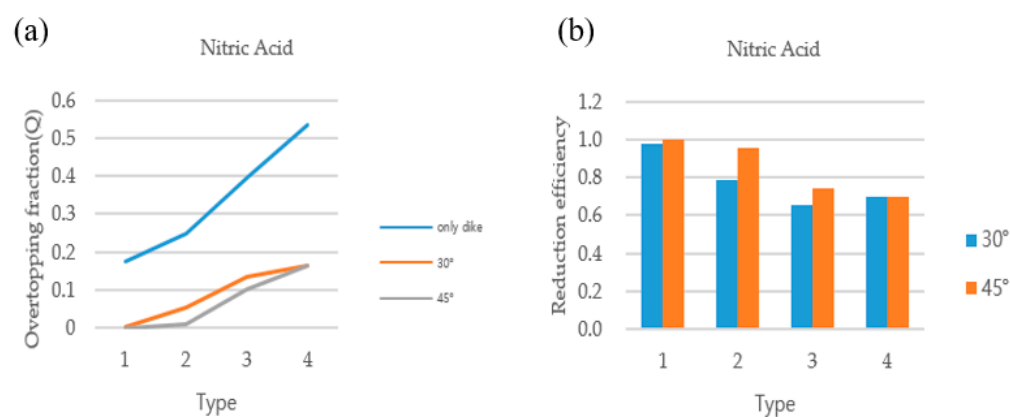 (a)
Nitric Acid
Overtopping fraction(Q)
0.6
0.5
0.4
0.3
0.2
0.1
0
1 2 3 4
Type
only dike
30°
45°
(b)
Nitric Acid
Reduction efficiency
1.2
1.0
0.8
0.6
0.4
0.2
0.0
1 2 3 4
Type
30°
45°